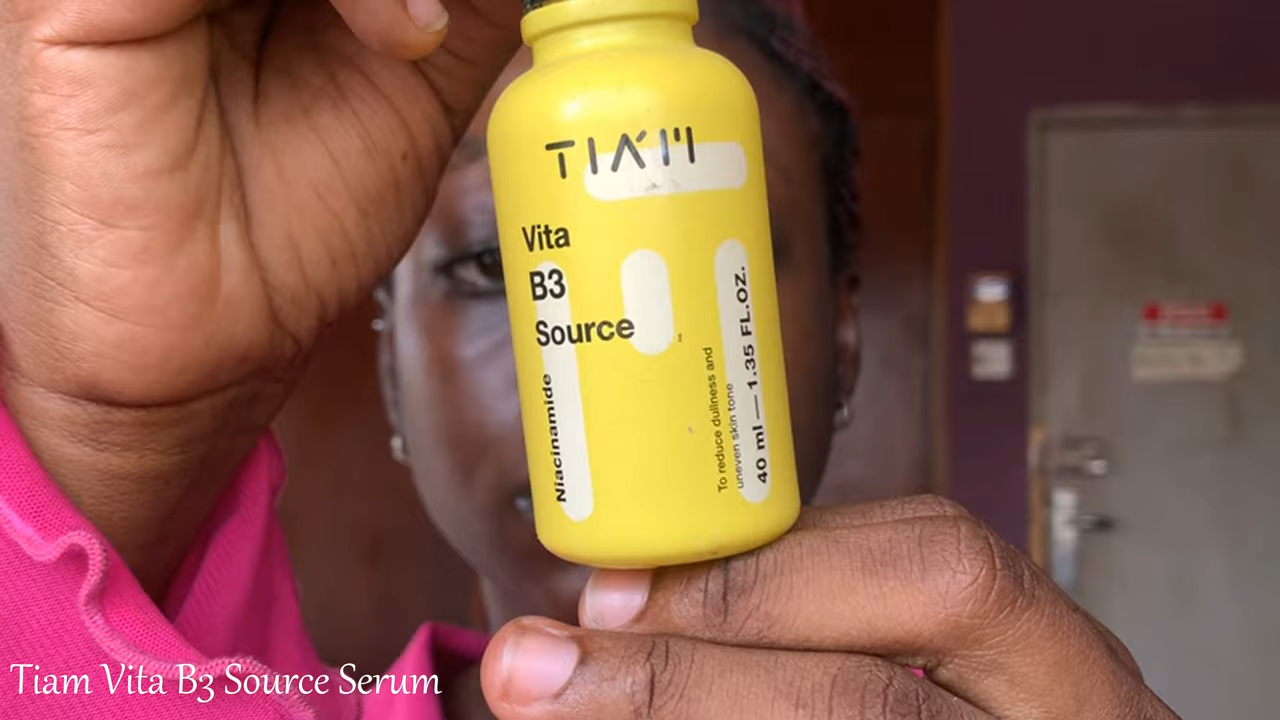 TIAM
Vita
B3
Source
Niacinamide
To reduce dullness and
uneven skin tone
40 ml — 1.35 FL.OZ.
Tiam Vita B3 Source Serum